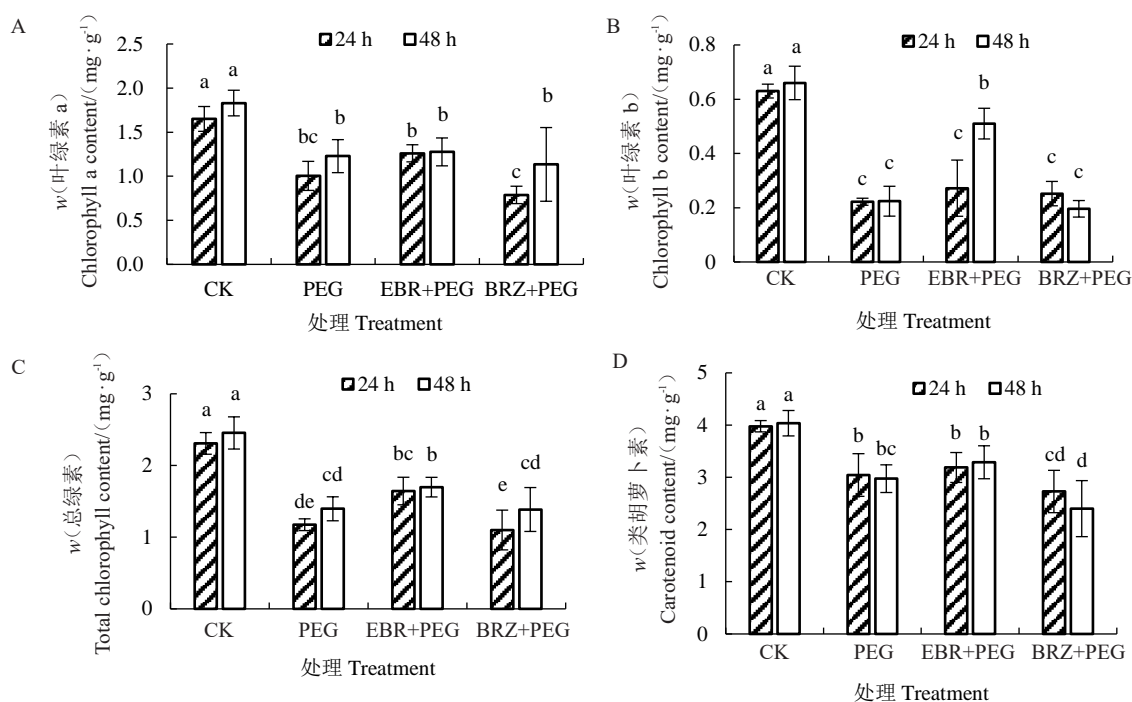 A
24 h 48 h
w(叶绿素 a)
Chlorophyll a content/(mg·g⁻¹)
2.5
2.0
1.5
1.0
0.5
0.0
a a
bc b
b b
c b
CK PEG EBR+PEG BRZ+PEG
处理 Treatment
B
24 h 48 h
w(叶绿素 b)
Chlorophyll b content/(mg·g⁻¹)
0.8
0.6
0.4
0.2
0
a a
c c
c b
c c
CK PEG EBR+PEG BRZ+PEG
处理 Treatment
C
24 h 48 h
w(总绿素)
Total chlorophyll content/(mg·g⁻¹)
3
2
1
0
a a
de cd
bc b
e cd
CK PEG EBR+PEG BRZ+PEG
处理 Treatment
D
24 h 48 h
w(类胡萝卜素)
Carotenoid content/(mg·g⁻¹)
5
4
3
2
1
0
a a
b bc
b b
cd d
CK PEG EBR+PEG BRZ+PEG
处理 Treatment